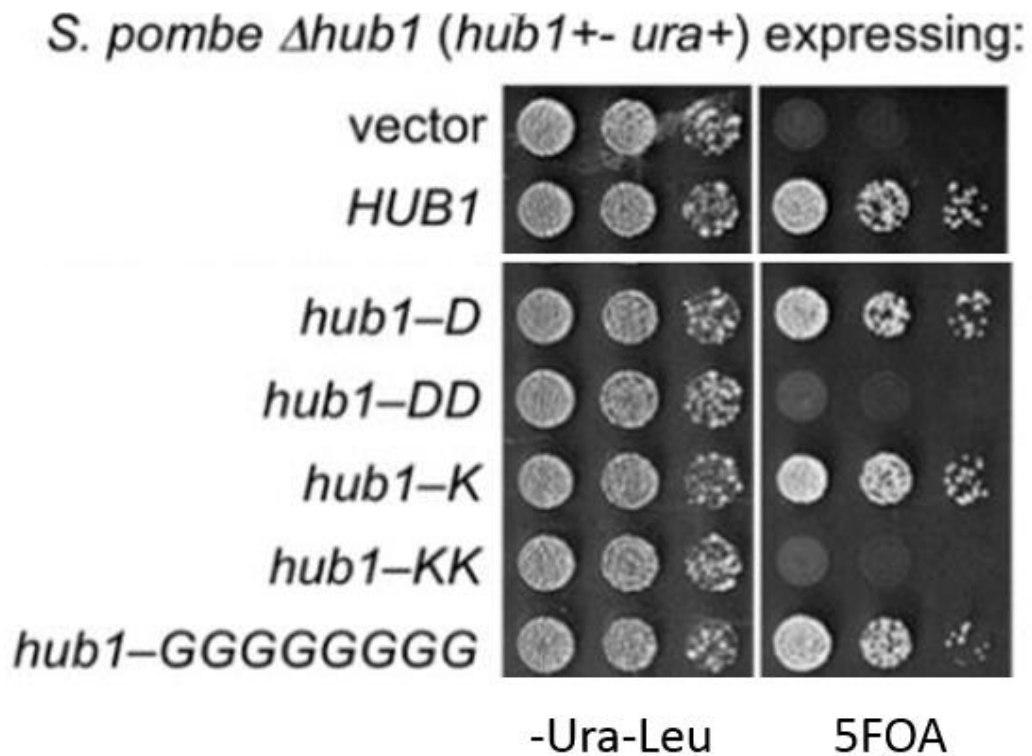 S. pombe Δhub1 (hub1+- ura+) expressing:
vector
HUB1
hub1–D
hub1–DD
hub1–K
hub1–KK
hub1–GGGGGGGG
-Ura-Leu 5FOA